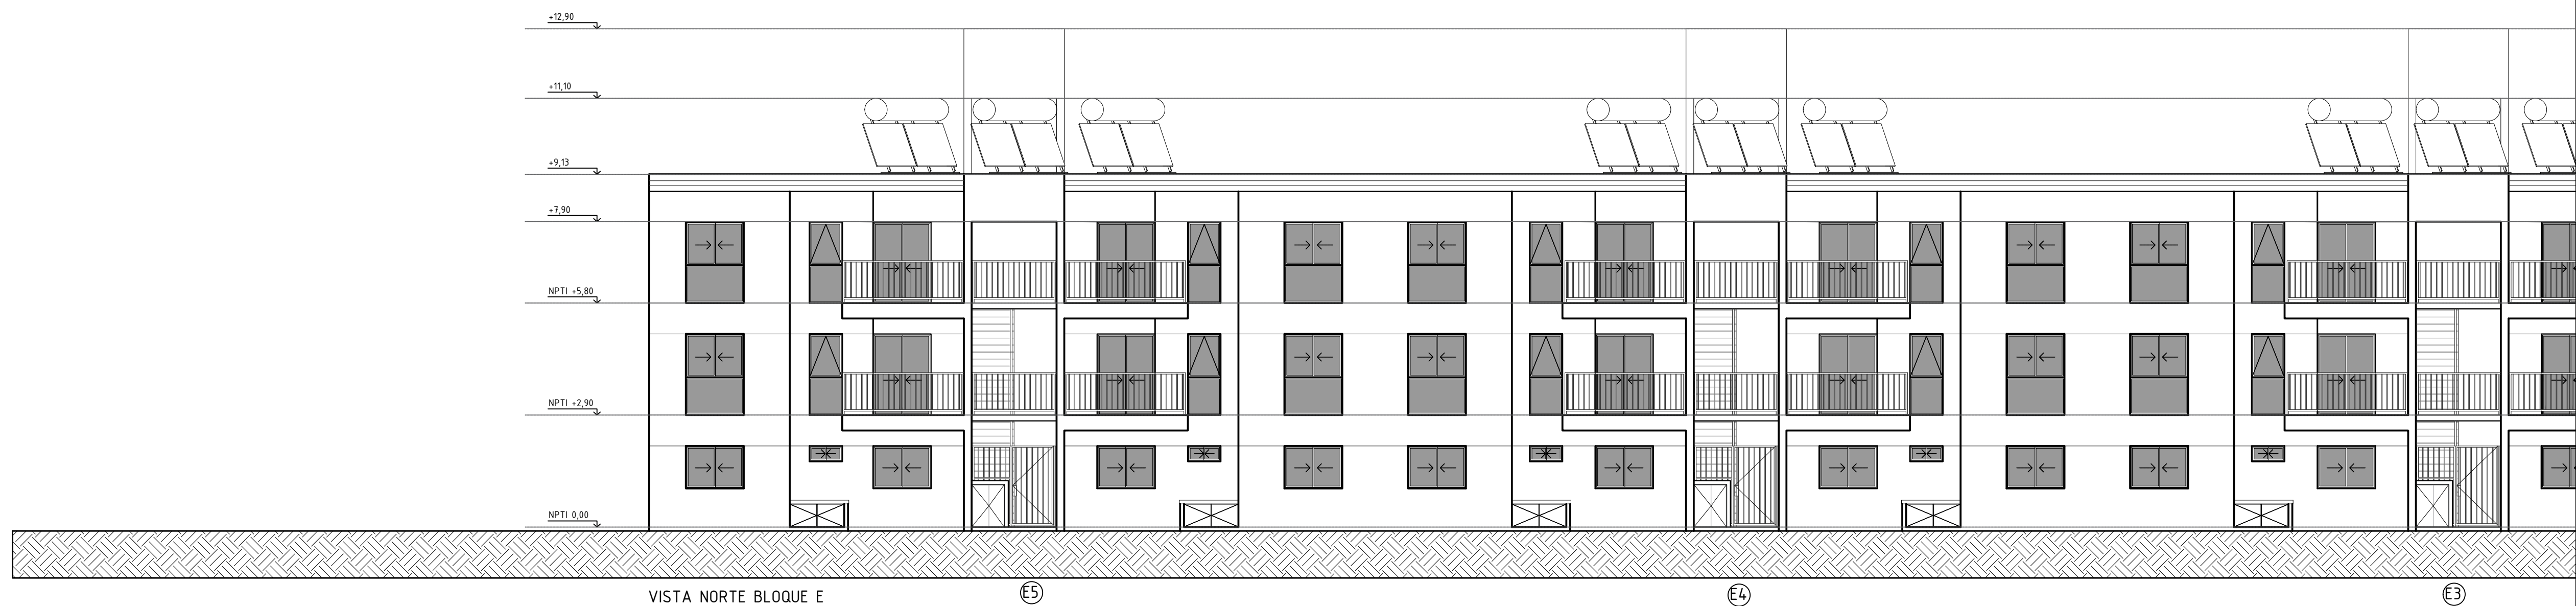 +12,90
+11,10
+9,13
+7,90
NPTI +5,80
NPTI +2,90
NPTI 0,00
VISTA NORTE BLOQUE E
E5
E4
E3